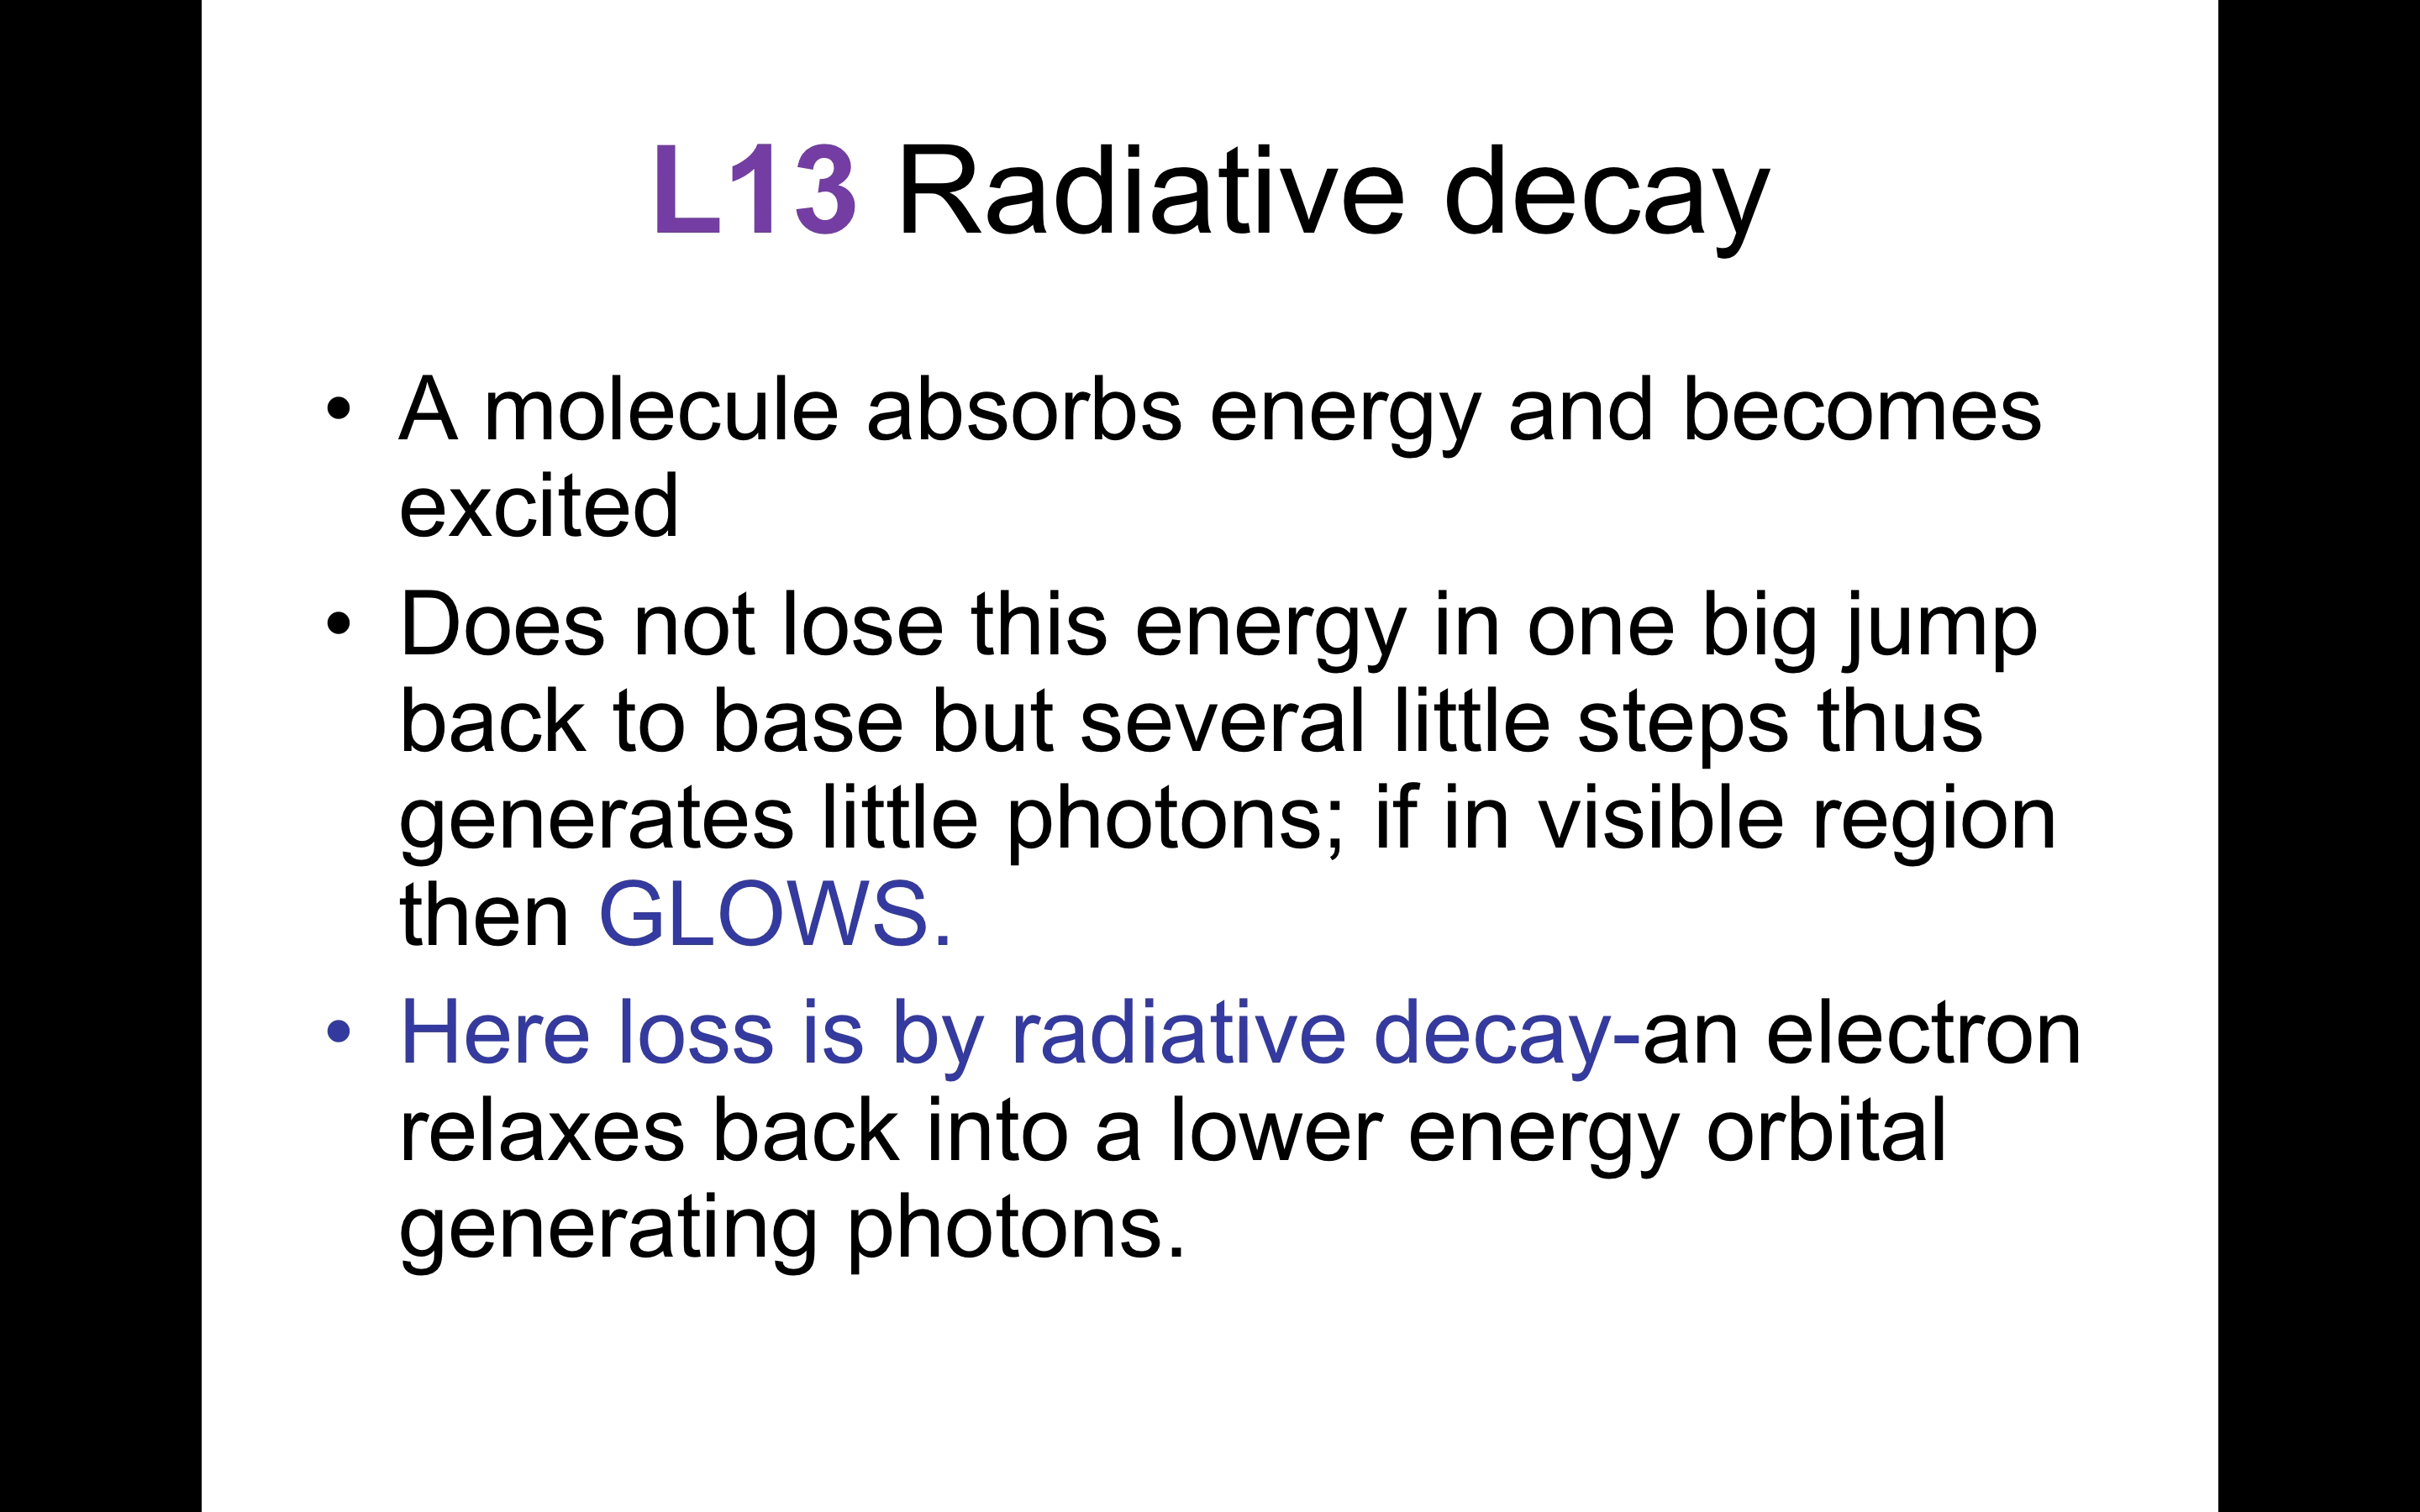 L13 Radiative decay
• A molecule absorbs energy and becomes
excited
• Does not lose this energy in one big jump
back to base but several little steps thus
generates little photons; if in visible region
then GLOWS.
• Here loss is by radiative decay-an electron
relaxes back into a lower energy orbital
generating photons.